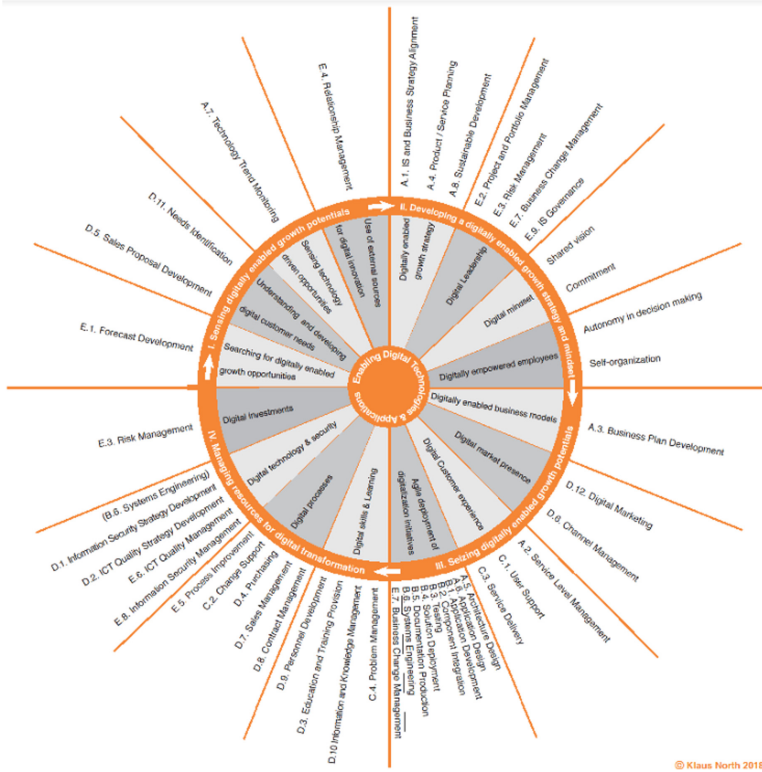 Enabling Digital Technologies & Applications
I. Sensing digitally enabled growth potentials
II. Developing a digitally enabled growth strategy and mindset
III. Seizing digitally enabled growth potentials
IV. Managing resources for digital transformation
Digitally enabled
growth strategy
Digital Leadership
Digital mindset
Digitally empowered employees
Digitally enabled business models
Digital market presence
Digital Customer experience
Agile deployment of
digitalization initiatives
Digital skills & Learning
Digital processes
Digital technology & security
Digital Investments
Searching for digitally enabled
growth opportunities
Understanding and developing
digital customer needs
Sensing technology
driven opportunities
Use of external sources
for digital innovation
A.1. IS and Business Strategy Alignment
A.4. Product / Service Planning
A.8. Sustainable Development
E.2. Project and Portfolio Management
E.3. Risk Management
E.7. Business Change Management
E.9. IS Governance
Shared vision
Commitment
Autonomy in decision making
Self-organization
A.3. Business Plan Development
D.12. Digital Marketing
D.6. Channel Management
A.2. Service Level Management
C.1. User Support
C.3. Service Delivery
A.5. Architecture Design
A.6. Application Design
B.1. Application Development
B.2. Component Integration
B.3. Testing
B.4. Solution Deployment
B.5. Documentation Production
B.6. Systems Engineering
E.7. Business Change Management
C.4. Problem Management
D.10 Information and Knowledge Management
D.3. Education and Training Provision
D.9. Personnel Development
D.8. Contract Management
D.7. Sales Management
D.4. Purchasing
C.2. Change Support
E.5. Process Improvement
E.8. Information Security Management
E.6. ICT Quality Management
D.2. ICT Quality Strategy Development
D.1. Information Security Strategy Development
(B.6. Systems Engineering)
E.3. Risk Management
E.1. Forecast Development
D.5. Sales Proposal Development
D.11. Needs Identification
A.7. Technology Trend Monitoring
E.4. Relationship Management
© Klaus North 2018